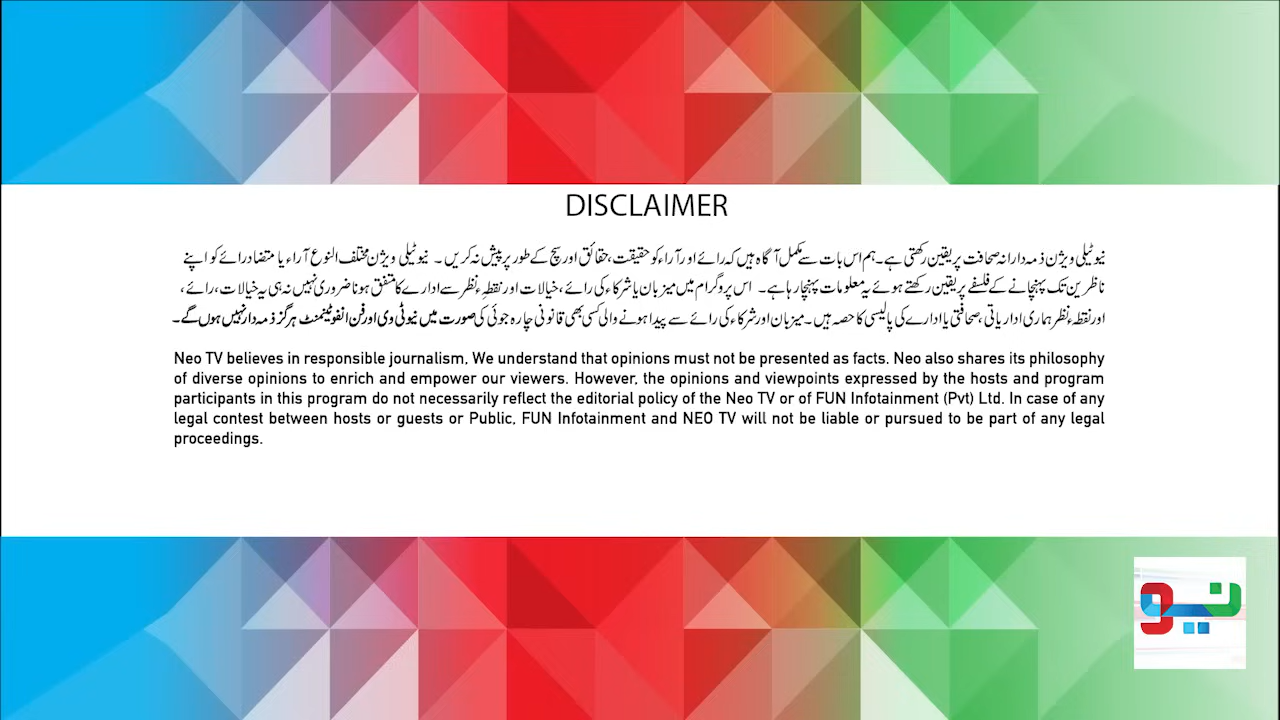 DISCLAIMER
نیو ٹیلی ویژن ذمہ دارانہ صحافت پر یقین رکھتی ہے۔ ہم اس بات سے مکمل آگاہ ہیں کہ رائے اور آراء کو حقیقت، حقائق اور سچ کے طور پر پیش نہ کریں ۔ نیو ٹیلی ویژن مختلف النوع آراء یا متضاد رائے کو اپنے
ناظرین تک پہنچانے کے فلسفے پر یقین رکھتے ہوئے یہ معلومات پہنچا رہا ہے۔ اس پروگرام میں میزبان یا شرکاء کی رائے، خیالات اور نقطہء نظر سے ادارے کا متفق ہونا ضروری نہیں نہ ہی یہ خیالات، رائے،
اور نقطہء نظر ہماری ادارتی، صحافتی یا ادارے کی پالیسی کا حصہ ہیں۔ میزبان اور شرکاء کی رائے سے پیدا ہونے والی کسی بھی قانونی چارہ جوئی کی صورت میں نیو ٹی وی اور فن انفوٹینمنٹ ہرگز ذمہ دار نہیں ہوں گے۔
Neo TV believes in responsible journalism, We understand that opinions must not be presented as facts. Neo also shares its philosophy
of diverse opinions to enrich and empower our viewers. However, the opinions and viewpoints expressed by the hosts and program
participants in this program do not necessarily reflect the editorial policy of the Neo TV or of FUN Infotainment (Pvt) Ltd. In case of any
legal contest between hosts or guests or Public, FUN Infotainment and NEO TV will not be liable or pursued to be part of any legal
proceedings.
نیو